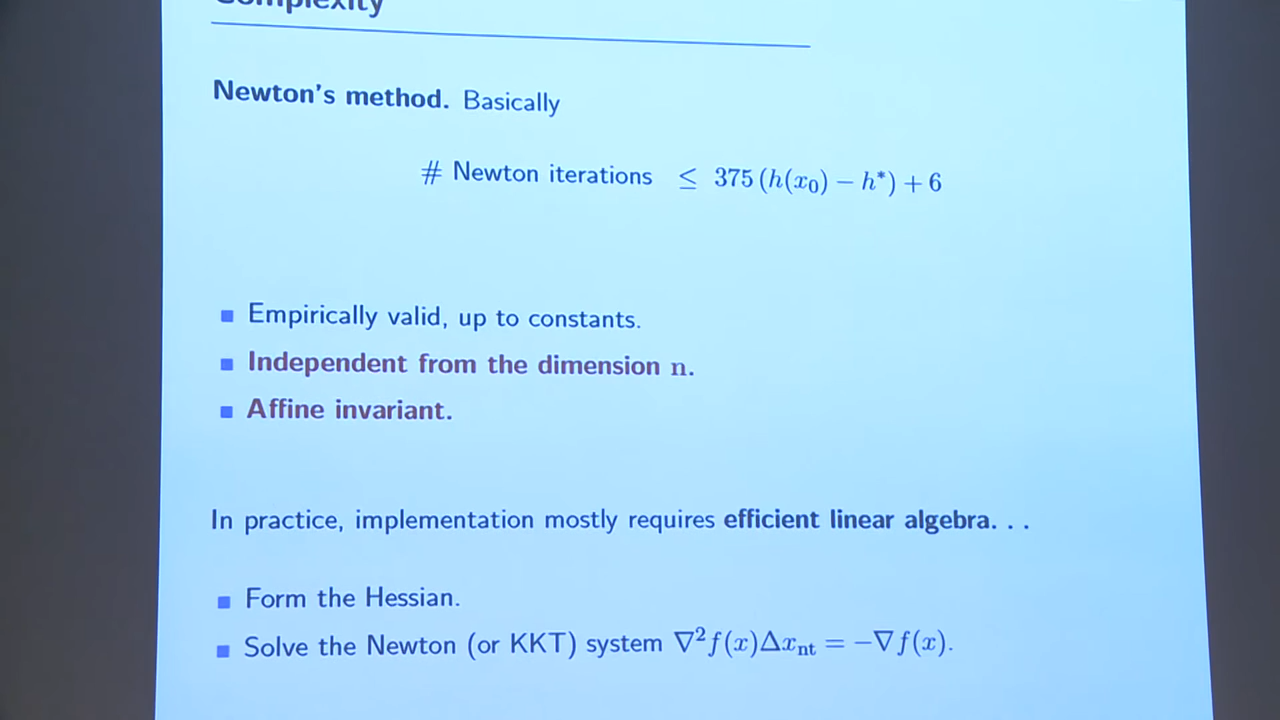 Complexity
Newton's method. Basically
# Newton iterations ≤ 375 (h(x₀) − h*) + 6
Empirically valid, up to constants.
Independent from the dimension n.
Affine invariant.
In practice, implementation mostly requires efficient linear algebra. . .
Form the Hessian.
Solve the Newton (or KKT) system ∇²f(x)Δxnt = −∇f(x).